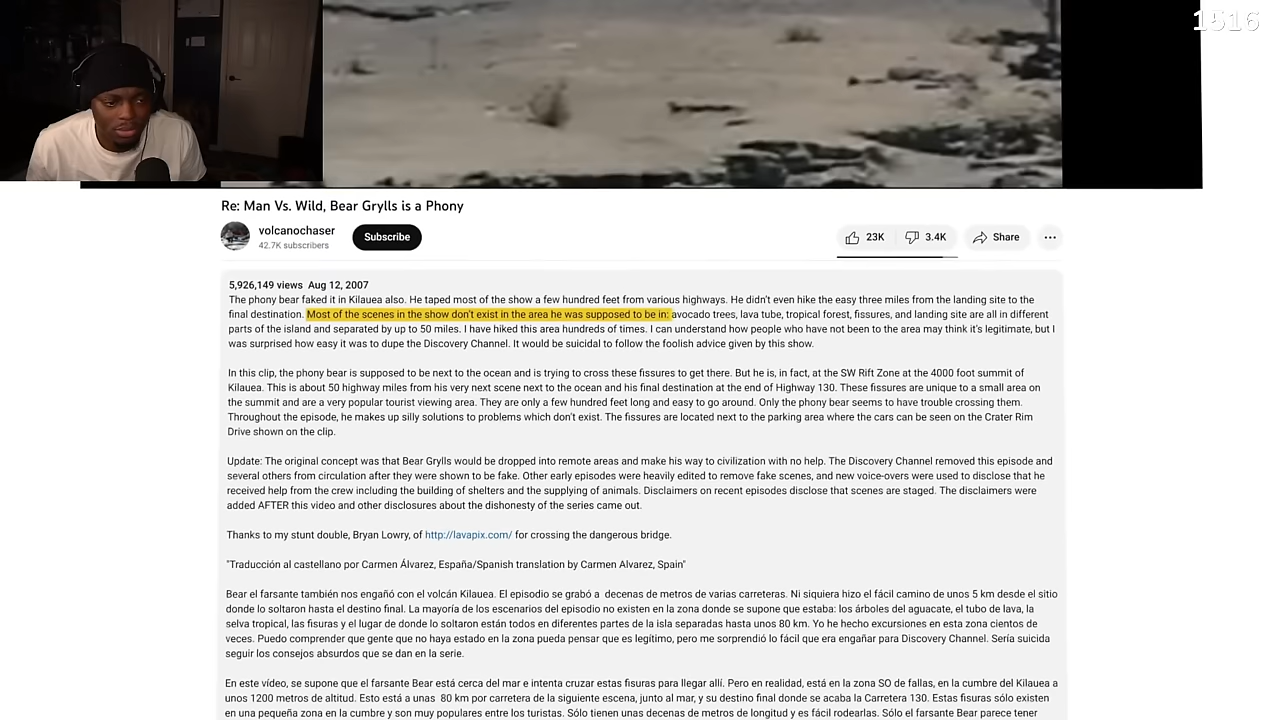 1516
Re: Man Vs. Wild, Bear Grylls is a Phony
volcanochaser
42.7K subscribers
Subscribe
23K
3.4K
Share
5,926,149 views Aug 12, 2007
The phony bear faked it in Kilauea also. He taped most of the show a few hundred feet from various highways. He didn't even hike the easy three miles from the landing site to the
final destination. Most of the scenes in the show don't exist in the area he was supposed to be in: avocado trees, lava tube, tropical forest, fissures, and landing site are all in different
parts of the island and separated by up to 50 miles. I have hiked this area hundreds of times. I can understand how people who have not been to the area may think it's legitimate, but I
was surprised how easy it was to dupe the Discovery Channel. It would be suicidal to follow the foolish advice given by this show.
In this clip, the phony bear is supposed to be next to the ocean and is trying to cross these fissures to get there. But he is, in fact, at the SW Rift Zone at the 4000 foot summit of
Kilauea. This is about 50 highway miles from his very next scene next to the ocean and his final destination at the end of Highway 130. These fissures are unique to a small area on
the summit and are a very popular tourist viewing area. They are only a few hundred feet long and easy to go around. Only the phony bear seems to have trouble crossing them.
Throughout the episode, he makes up silly solutions to problems which don't exist. The fissures are located next to the parking area where the cars can be seen on the Crater Rim
Drive shown on the clip.
Update: The original concept was that Bear Grylls would be dropped into remote areas and make his way to civilization with no help. The Discovery Channel removed this episode and
several others from circulation after they were shown to be fake. Other early episodes were heavily edited to remove fake scenes, and new voice-overs were used to disclose that he
received help from the crew including the building of shelters and the supplying of animals. Disclaimers on recent episodes disclose that scenes are staged. The disclaimers were
added AFTER this video and other disclosures about the dishonesty of the series came out.
Thanks to my stunt double, Bryan Lowry, of http://lavapix.com/ for crossing the dangerous bridge.
"Traducción al castellano por Carmen Álvarez, España/Spanish translation by Carmen Alvarez, Spain"
Bear el farsante también nos engañó con el volcán Kilauea. El episodio se grabó a decenas de metros de varias carreteras. Ni siquiera hizo el fácil camino de unos 5 km desde el sitio
donde lo soltaron hasta el destino final. La mayoría de los escenarios del episodio no existen en la zona donde se supone que estaba: los árboles del aguacate, el tubo de lava, la
selva tropical, las fisuras y el lugar de donde lo soltaron están todos en diferentes partes de la isla separadas hasta unos 80 km. Yo he hecho excursiones en esta zona cientos de
veces. Puedo comprender que gente que no haya estado en la zona pueda pensar que es legítimo, pero me sorprendió lo fácil que era engañar para Discovery Channel. Sería suicida
seguir los consejos absurdos que se dan en la serie.
En este vídeo, se supone que el farsante Bear está cerca del mar e intenta cruzar estas fisuras para llegar allí. Pero en realidad, está en la zona SO de fallas, en la cumbre del Kilauea a
unos 1200 metros de altitud. Esto está a unas 80 km por carretera de la siguiente escena, junto al mar, y su destino final donde se acaba la Carretera 130. Estas fisuras sólo existen
en una pequeña zona en la cumbre y son muy populares entre los turistas. Sólo tienen unas decenas de metros de longitud y es fácil rodearlas. Sólo el farsante Bear parece tener